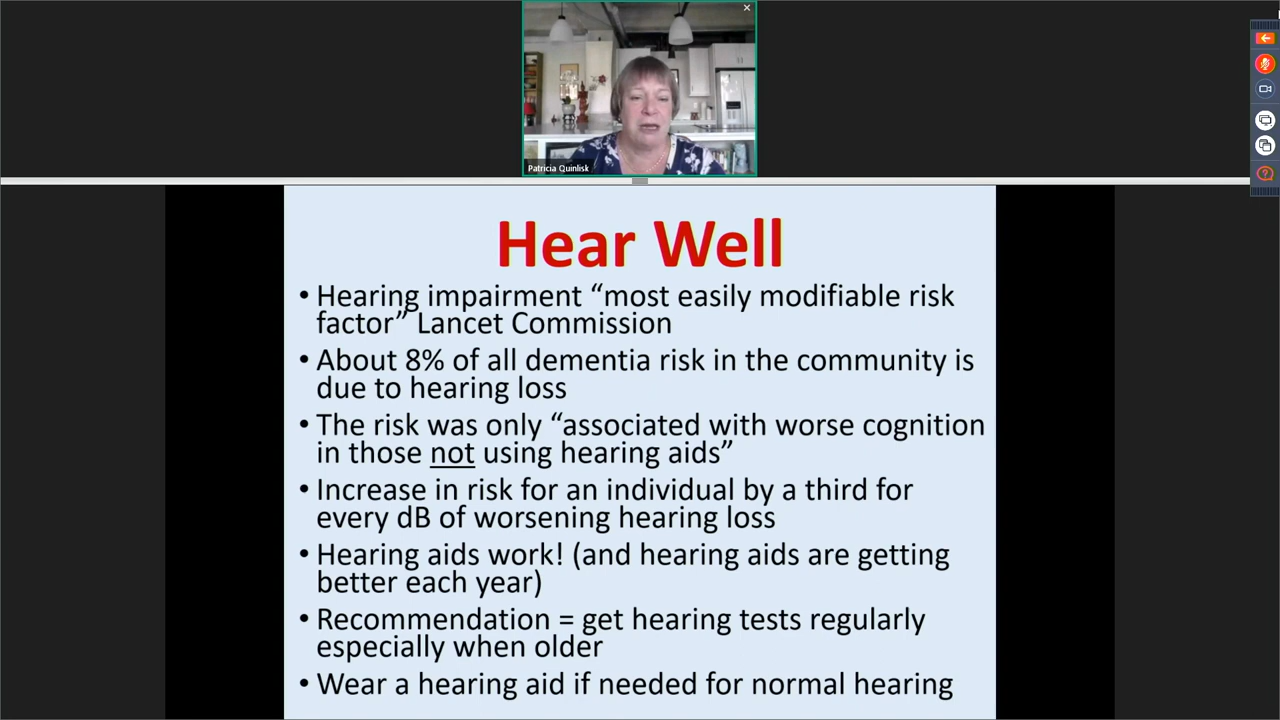 Patricia Quinlisk
Hear Well
• Hearing impairment “most easily modifiable risk
factor” Lancet Commission
• About 8% of all dementia risk in the community is
due to hearing loss
• The risk was only “associated with worse cognition
in those not using hearing aids”
• Increase in risk for an individual by a third for
every dB of worsening hearing loss
• Hearing aids work! (and hearing aids are getting
better each year)
• Recommendation = get hearing tests regularly
especially when older
• Wear a hearing aid if needed for normal hearing